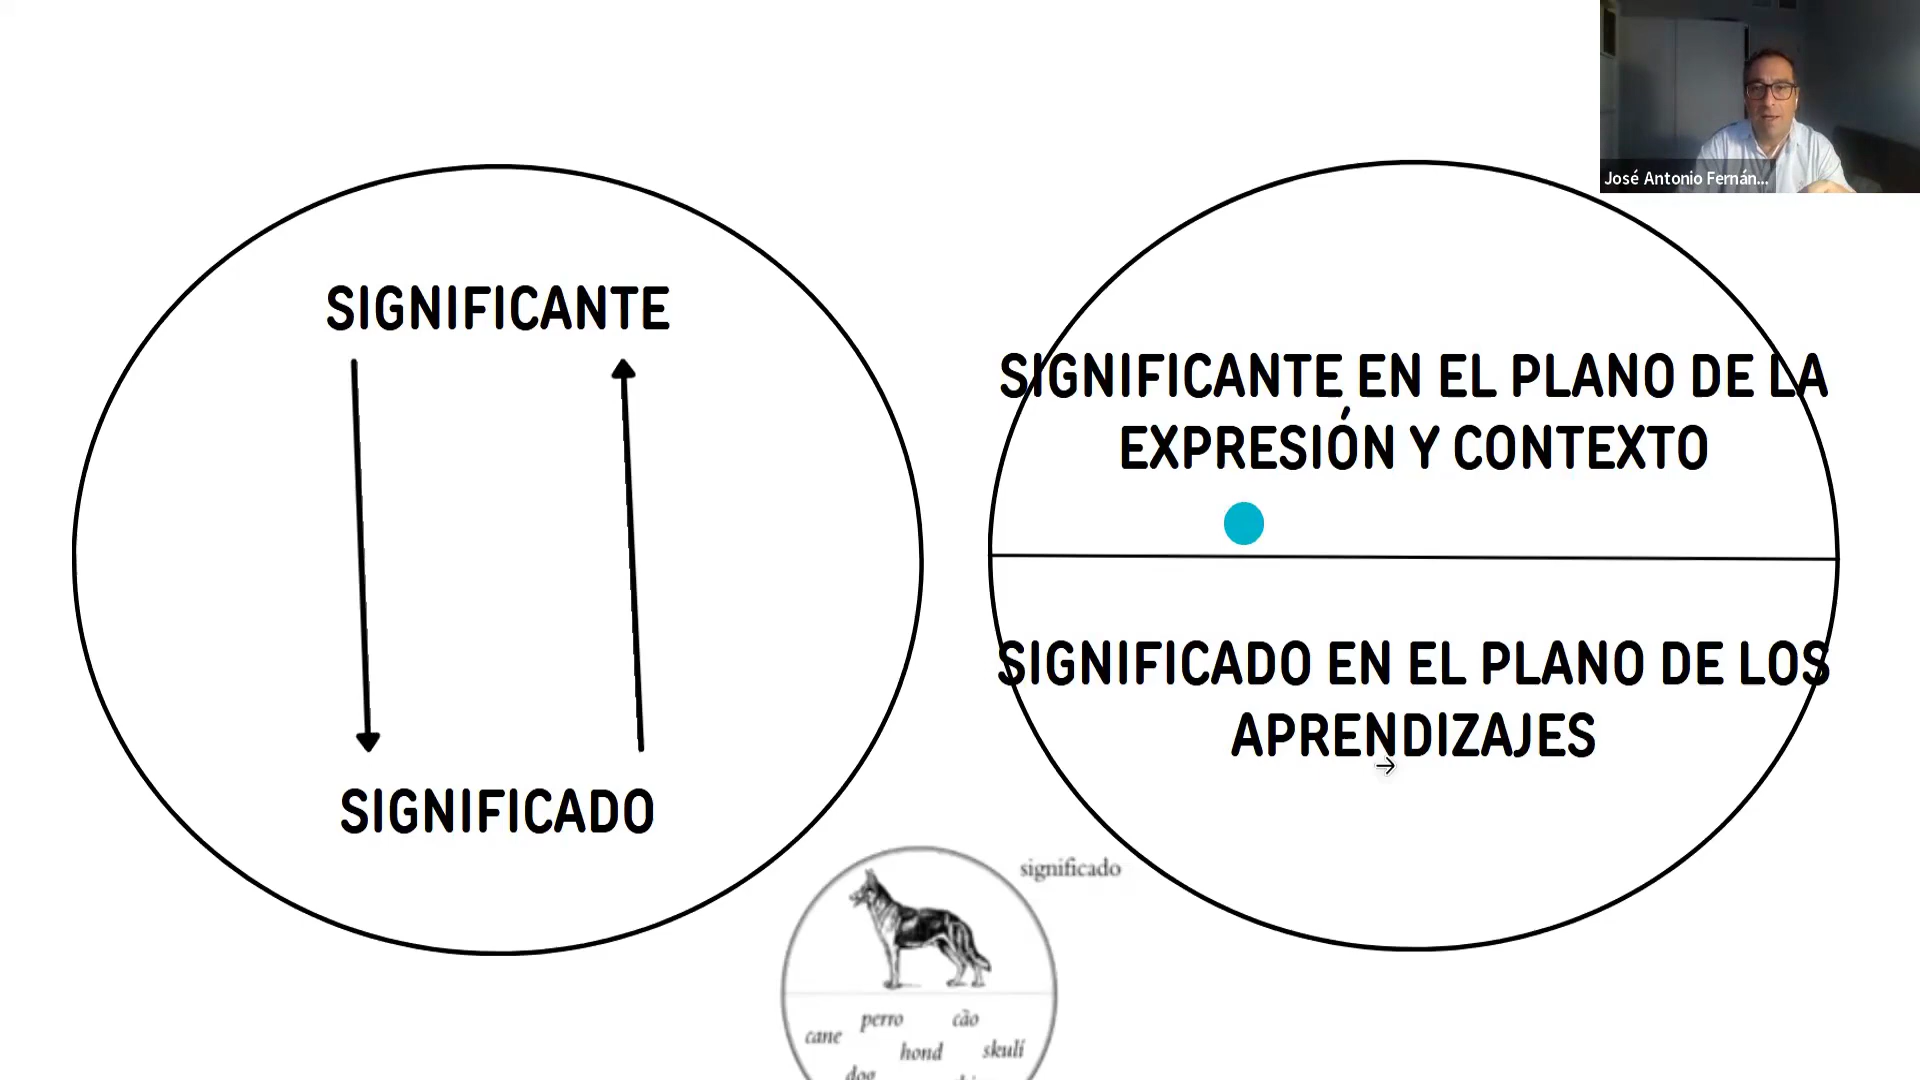 José Antonio Fernán...
SIGNIFICANTE
SIGNIFICADO
SIGNIFICANTE EN EL PLANO DE LA
EXPRESIÓN Y CONTEXTO
SIGNIFICADO EN EL PLANO DE LOS
APRENDIZAJES
significado
perro cão
cane
hond skulí
dog